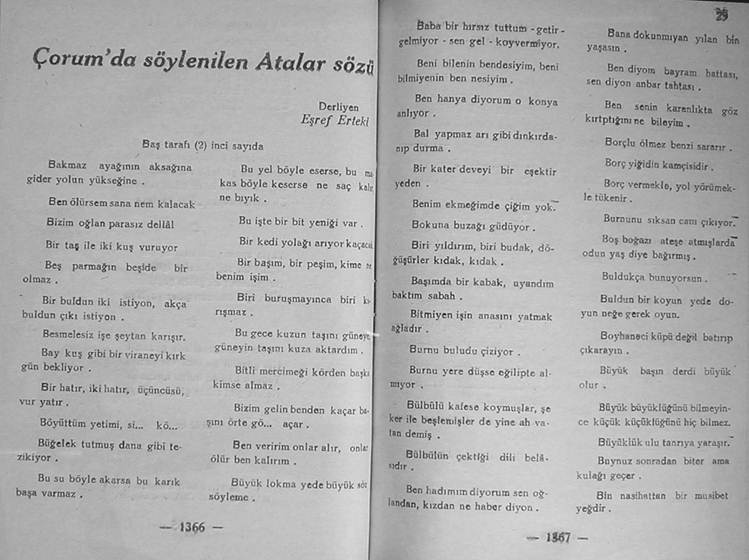 Çorum'da söylenilen Atalar sözü
Derliyen
Eşref Erteki
Baş tarafı (2) inci sayıda
Bakmaz ayağının aksağına
gider yolun yükseğine .
Ben ölürsem sana nem kalacak
Bizim oğlan parasız dellâl
Bir taş ile iki kuş vuruyor
Beş parmağın beşide bir
olmaz .
Bir buldun iki istiyon, akça
buldun çıkı istiyon .
Besmelesiz işe şeytan karışır.
Bay kuş gibi bir viraneyi kırk
gün bekliyor .
Bir hatır, iki hatır, üçüncüsü,
vur yatır .
Böyüttüm yetimi, si... kö...
Büğelek tutmuş dana gibi te-
zikiyor .
Bu su böyle akarsa bu karık
başa varmaz .
Bu yel böyle eserse, bu
kas böyle keserse ne saç
ne bıyık .
Bu işte bir bit yeniği var .
Bir kedi yolağı arıyor
Bir başım, bir peşim, kime
benim işim .
Biri buruşmayınca biri
rışmaz .
Bu gece kuzun taşını
güneyin taşını kuza aktardım .
Bitli mercimeği körden
kimse almaz .
Bizim gelin benden kaçar
şını örte gö... açar .
Ben veririm onlar alır,
ölür ben kalırım .
Büyük lokma yede büyük
söyleme .
— 1366 —
29
Baba bir hırsız tuttum - getir -
gelmiyor - sen gel - koyvermiyor.
Beni bilenin bendesiyim, beni
bilmiyenin ben nesiyim .
Ben hanya diyorum o konya
anlıyor .
Bal yapmaz arı gibi dınkırda-
nıp durma .
Bir kater deveyi bir eşektir
yeden .
Benim ekmeğimde çiğim yok.
Bokuna buzağı güdüyor .
Biri yıldırım, biri budak, dö-
ğüşürler kıdak, kıdak .
Başımda bir kabak, uyandım
baktım sabah .
Bitmiyen işin anasını yatmak
ağladır .
Burnu buludu çiziyor .
Burnu yere düşse eğilipte al-
mıyor .
Bülbülü kafese koymuşlar, şe
ker ile beslemişler de yine ah va-
tan demiş .
Bülbülün çektiği dili belâ-
sıdır .
Ben hadımım diyorum sen oğ-
landan, kızdan ne haber diyon .
Bana dokunmıyan yılan bin
yaşasın .
Ben diyom bayram haftası,
sen diyon anbar tahtası .
Ben senin karanlıkta göz
kırtpığını ne bileyim .
Borçlu ölmez benzi sararır .
Borç yiğidin kamçisidir .
Borç vermekle, yol yörümek-
le tükenir .
Burnunu sıksan canı çıkıyor.
Boş boğazı ateşe atmışlarda
odun yaş diye bağırmış .
Buldukça bunuyorsun .
Buldun bir koyun yede do-
yun neğe gerek oyun.
Boyhaneci küpü değil batırıp
çıkarayın .
Büyük başın derdi büyük
olur .
Büyük büyüklüğünü bilmeyin-
ce küçük küçüklüğünü hiç bilmez.
Büyüklük ulu tanrıya yaraşır.
Buynuz sonradan biter ama
kulağı geçer .
Bin nasihattan bir musibet
yeğdir .
— 1367 —